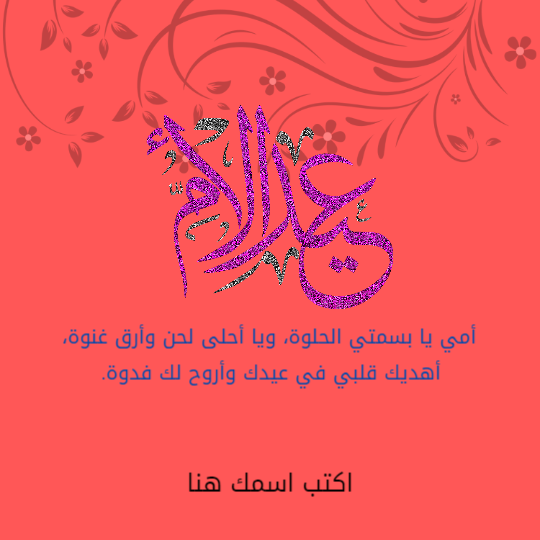 عيد الأم
أمي يا بسمتي الحلوة، ويا أحلى لحن وأرق غنوة،
أهديك قلبي في عيدك وأروح لك فدوة.
اكتب اسمك هنا